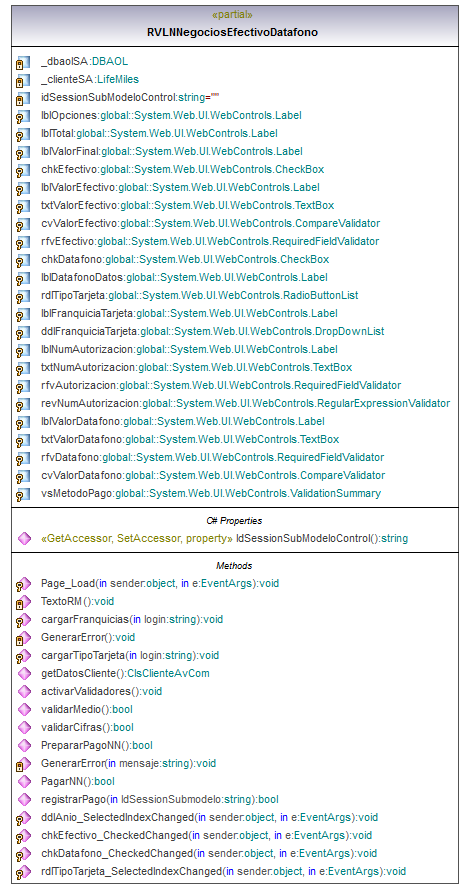 «partial»
RVLNNegociosEfectivoDatafono
_dbaolSA:DBAOL
_clienteSA:LifeMiles
idSessionSubModeloControl:string=""
lblOpciones:global::System.Web.UI.WebControls.Label
lblTotal:global::System.Web.UI.WebControls.Label
lblValorFinal:global::System.Web.UI.WebControls.Label
chkEfectivo:global::System.Web.UI.WebControls.CheckBox
lblValorEfectivo:global::System.Web.UI.WebControls.Label
txtValorEfectivo:global::System.Web.UI.WebControls.TextBox
cvValorEfectivo:global::System.Web.UI.WebControls.CompareValidator
rfvEfectivo:global::System.Web.UI.WebControls.RequiredFieldValidator
chkDatafono:global::System.Web.UI.WebControls.CheckBox
lblDatafonoDatos:global::System.Web.UI.WebControls.Label
rdlTipoTarjeta:global::System.Web.UI.WebControls.RadioButtonList
lblFranquiciaTarjeta:global::System.Web.UI.WebControls.Label
ddlFranquiciaTarjeta:global::System.Web.UI.WebControls.DropDownList
lblNumAutorizacion:global::System.Web.UI.WebControls.Label
txtNumAutorizacion:global::System.Web.UI.WebControls.TextBox
rfvAutorizacion:global::System.Web.UI.WebControls.RequiredFieldValidator
revNumAutorizacion:global::System.Web.UI.WebControls.RegularExpressionValidator
lblValorDatafono:global::System.Web.UI.WebControls.Label
txtValorDatafono:global::System.Web.UI.WebControls.TextBox
rfvDatafono:global::System.Web.UI.WebControls.RequiredFieldValidator
cvValorDatafono:global::System.Web.UI.WebControls.CompareValidator
vsMetodoPago:global::System.Web.UI.WebControls.ValidationSummary
C# Properties
«GetAccessor, SetAccessor, property» IdSessionSubModeloControl():string
Methods
Page_Load(in sender:object, in e:EventArgs):void
TextoRM():void
cargarFranquicias(in login:string):void
GenerarError():void
cargarTipoTarjeta(in login:string):void
getDatosCliente():ClsClienteAvCom
activarValidadores():void
validarMedio():bool
validarCifras():bool
PrepararPagoNN():bool
GenerarError(in mensaje:string):void
PagarNN():bool
registrarPago(in IdSessionSubmodelo:string):bool
ddlAnio_SelectedIndexChanged(in sender:object, in e:EventArgs):void
chkEfectivo_CheckedChanged(in sender:object, in e:EventArgs):void
chkDatafono_CheckedChanged(in sender:object, in e:EventArgs):void
rdlTipoTarjeta_SelectedIndexChanged(in sender:object, in e:EventArgs):void